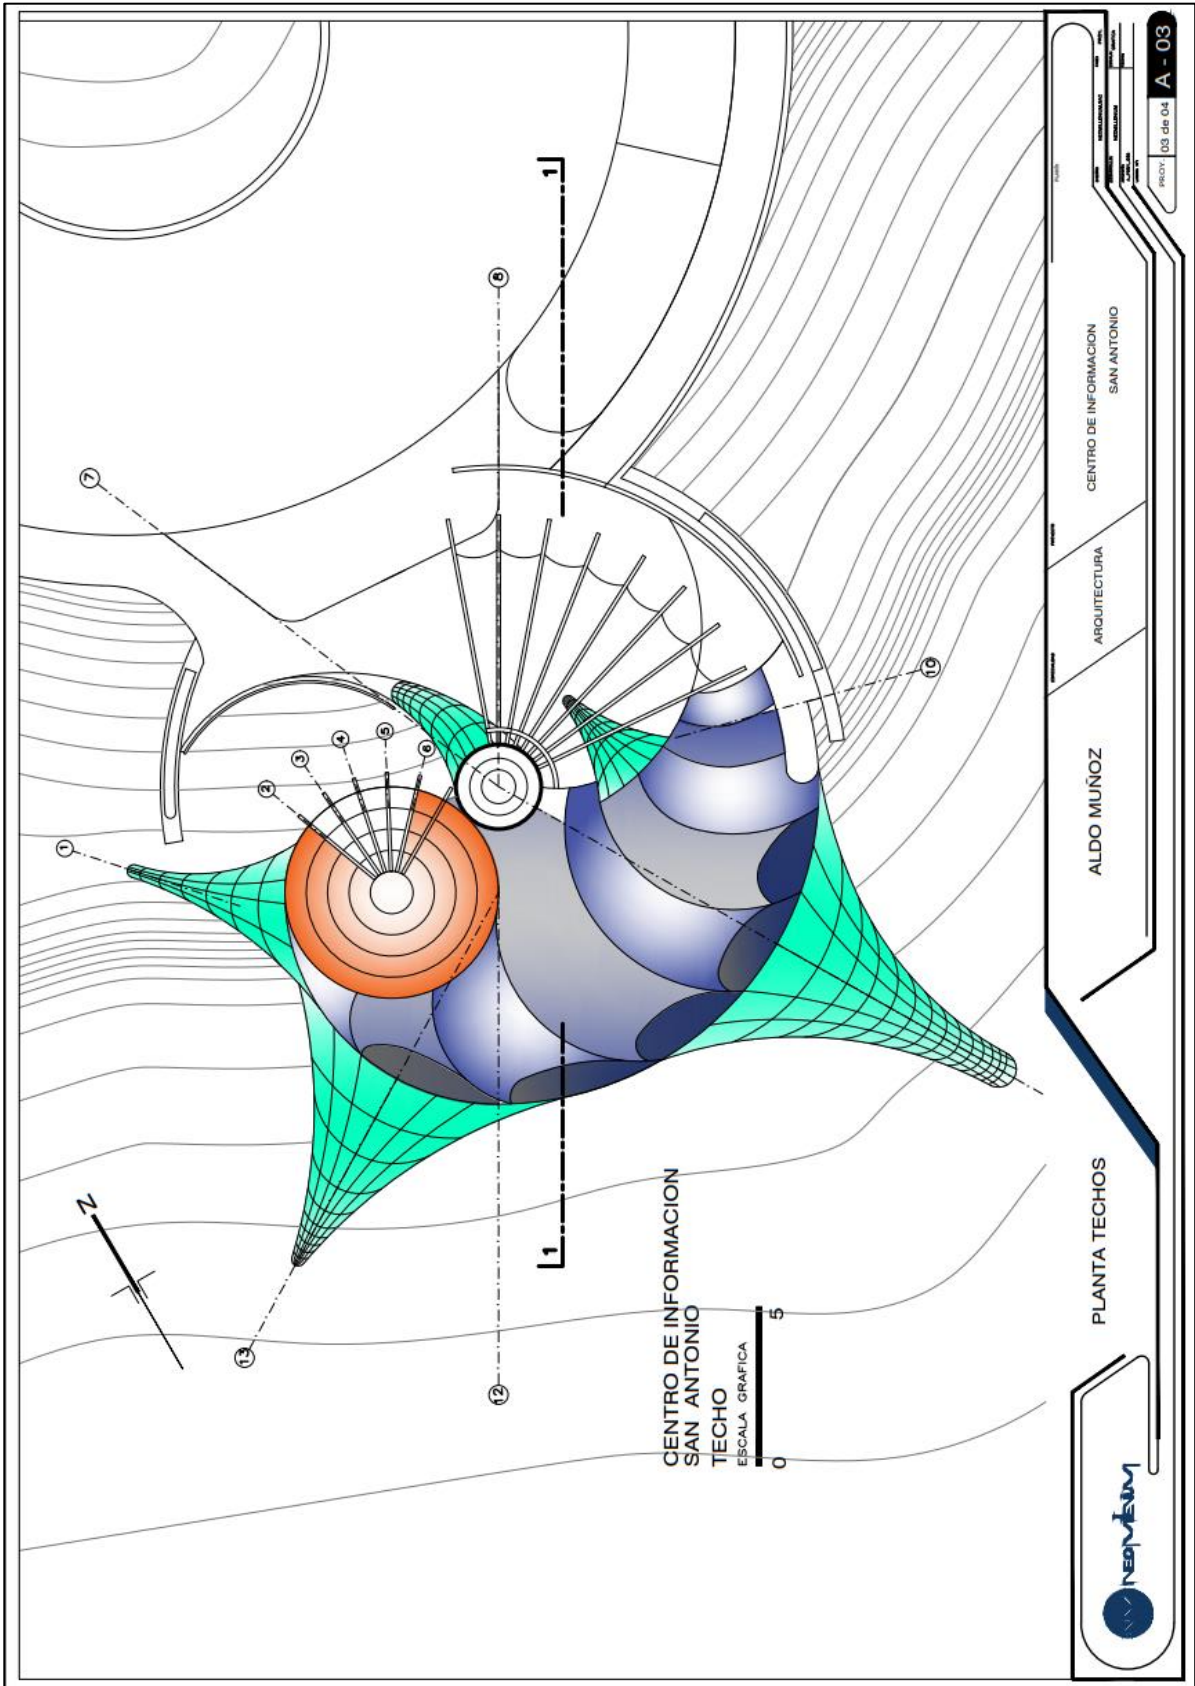 1
8
7
10
1
2
3
4
5
6
13
12
N
1
CENTRO DE INFORMACION
SAN ANTONIO
TECHO
ESCALA GRAFICA
0 5
PLANTA TECHOS
ALDO MUÑOZ
ARQUITECTURA
CENTRO DE INFORMACION
SAN ANTONIO
PROY. 03 de 04 A - 03